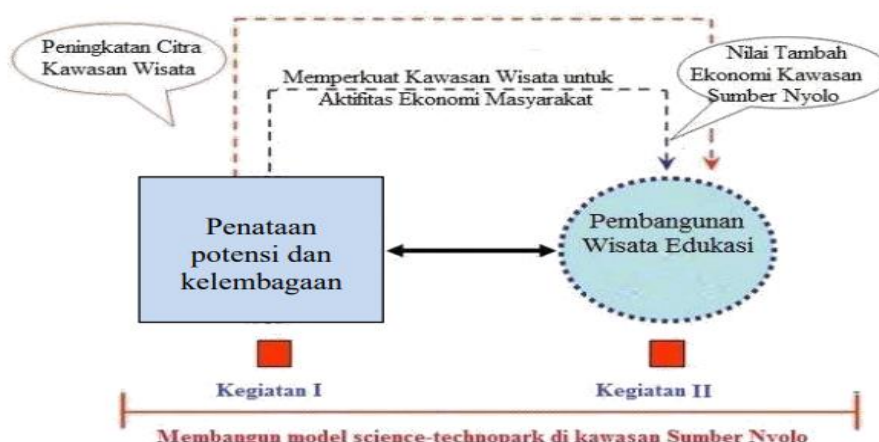 Peningkatan Citra
Kawasan Wisata
Memperkuat Kawasan Wisata untuk
Aktifitas Ekonomi Masyarakat
Nilai Tambah
Ekonomi Kawasan
Sumber Nyolo
Penataan
potensi dan
kelembagaan
Pembangunan
Wisata Edukasi
Kegiatan I
Kegiatan II
Membangun model science-technopark di kawasan Sumber Nyolo